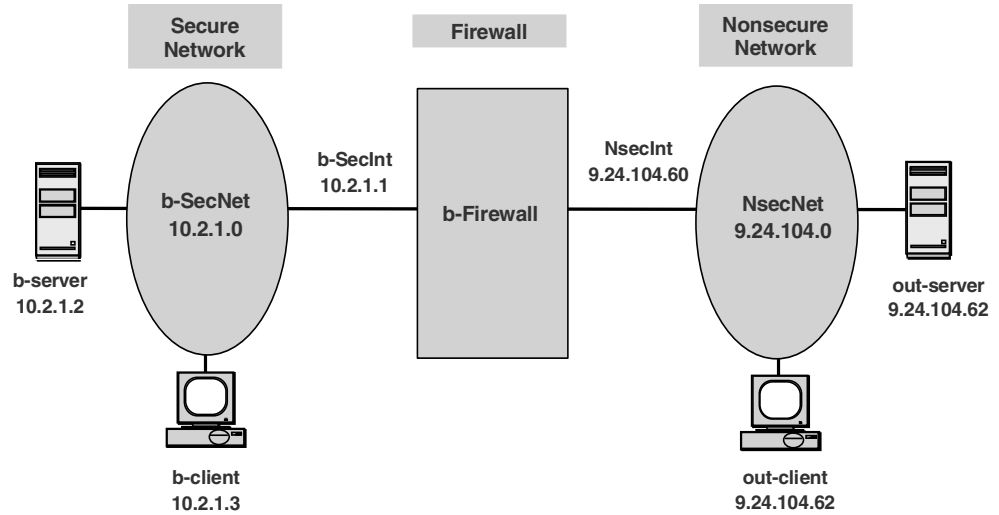 Secure
Network
Firewall
Nonsecure
Network
b-SecInt
10.2.1.1
NsecInt
9.24.104.60
b-SecNet
10.2.1.0
b-Firewall
NsecNet
9.24.104.0
b-server
10.2.1.2
out-server
9.24.104.62
b-client
10.2.1.3
out-client
9.24.104.62